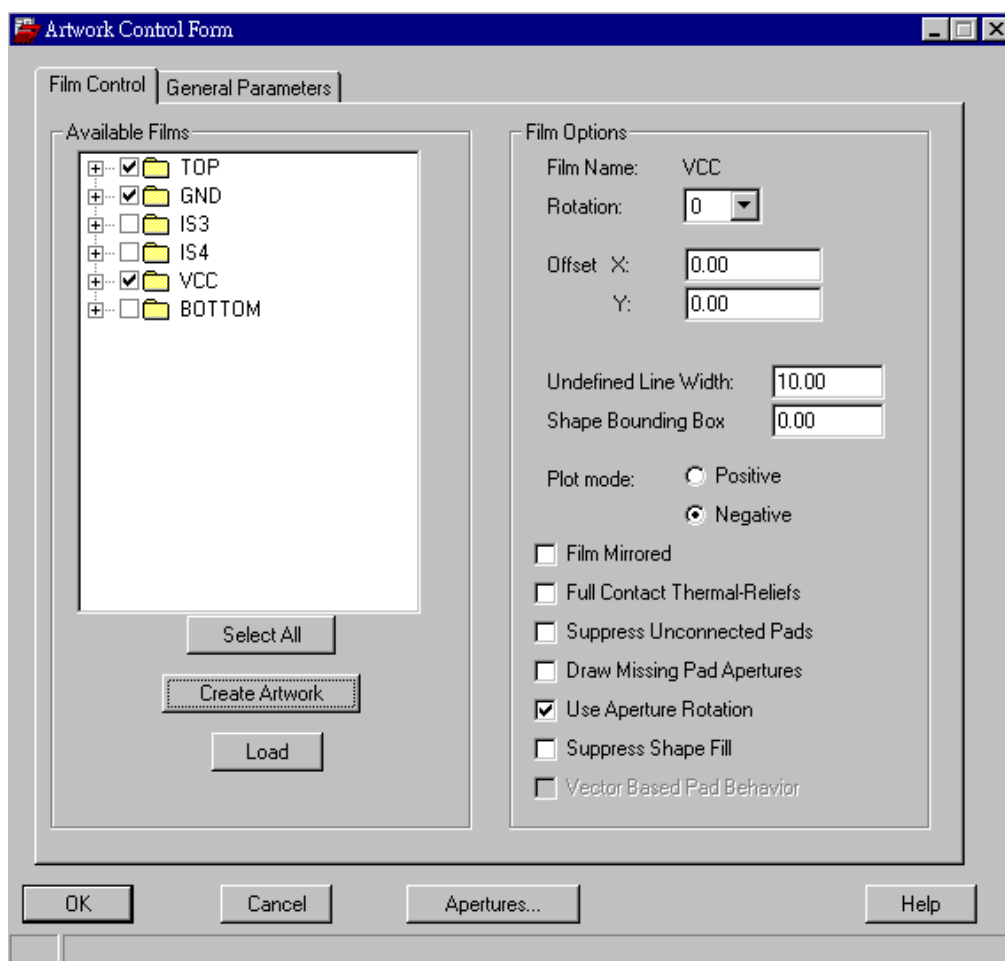 Artwork Control Form
Film Control
General Parameters
Available Films
TOP
GND
IS3
IS4
VCC
BOTTOM
Select All
Create Artwork
Load
Film Options
Film Name: VCC
Rotation: 0
Offset X: 0.00
Y: 0.00
Undefined Line Width: 10.00
Shape Bounding Box 0.00
Plot mode: Positive
Negative
Film Mirrored
Full Contact Thermal-Reliefs
Suppress Unconnected Pads
Draw Missing Pad Apertures
Use Aperture Rotation
Suppress Shape Fill
Vector Based Pad Behavior
OK
Cancel
Apertures...
Help